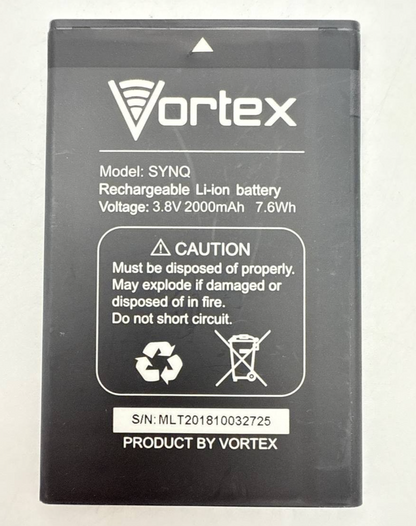 Vortex
Model: SYNQ
Rechargeable Li-ion battery
Voltage: 3.8V 2000mAh 7.6Wh
⚠ CAUTION
Must be disposed of properly.
May explode if damaged or
disposed of in fire.
Do not short circuit.
S/N: MLT201810032725
PRODUCT BY VORTEX